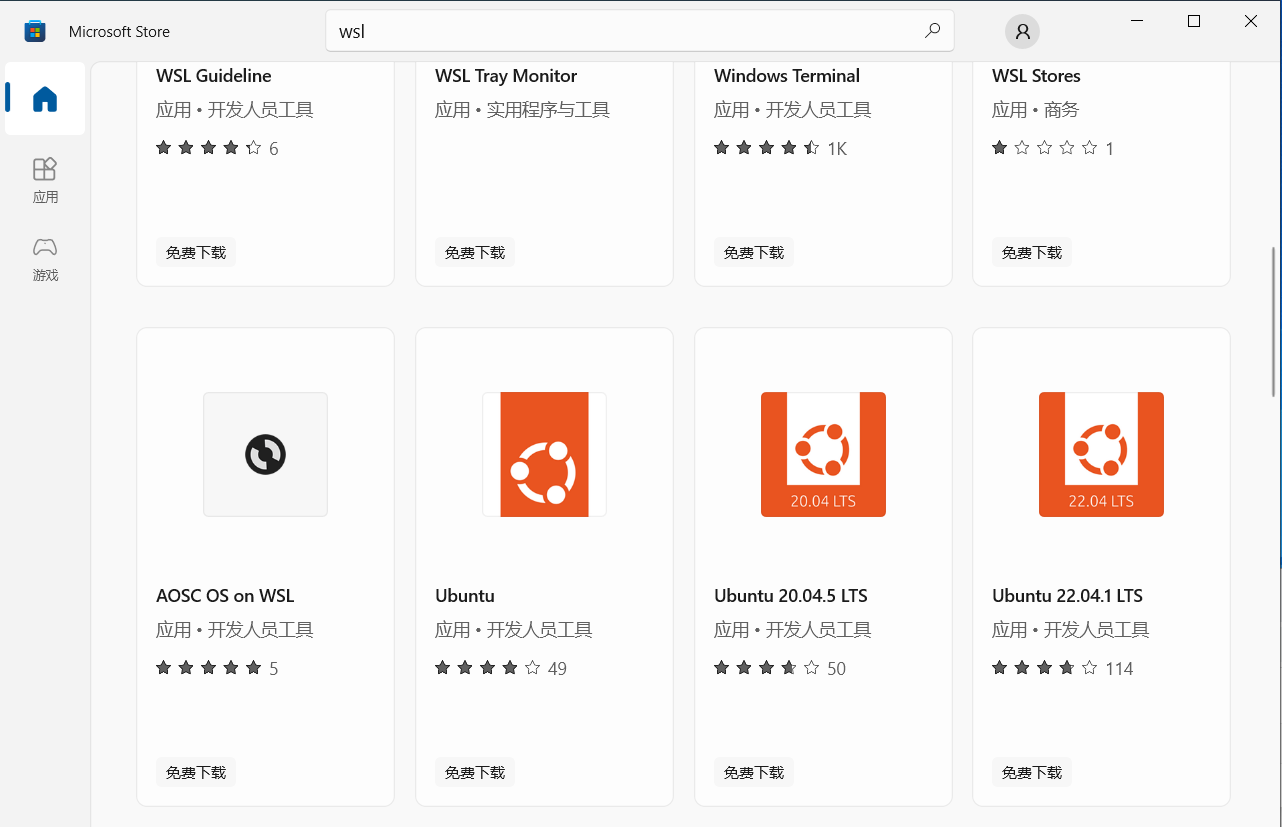 Microsoft Store
wsl
应用
游戏
WSL Guideline
应用 • 开发人员工具
6
免费下载
WSL Tray Monitor
应用 • 实用程序与工具
免费下载
Windows Terminal
应用 • 开发人员工具
1K
免费下载
WSL Stores
应用 • 商务
1
免费下载
AOSC OS on WSL
应用 • 开发人员工具
5
免费下载
Ubuntu
应用 • 开发人员工具
49
免费下载
20.04 LTS
Ubuntu 20.04.5 LTS
应用 • 开发人员工具
50
免费下载
22.04 LTS
Ubuntu 22.04.1 LTS
应用 • 开发人员工具
114
免费下载